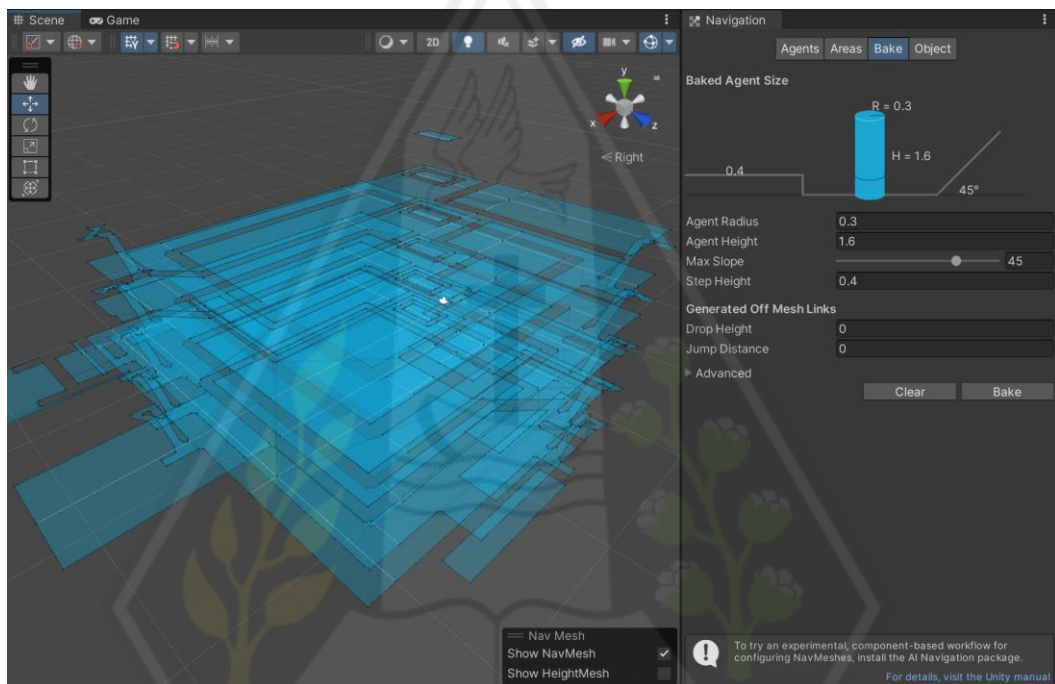 Scene Game
2D
y
x
z
Right
Nav Mesh
Show NavMesh
Show HeightMesh
Navigation
Agents Areas Bake Object
Baked Agent Size
R = 0.3
H = 1.6
0.4
45°
Agent Radius 0.3
Agent Height 1.6
Max Slope 45
Step Height 0.4
Generated Off Mesh Links
Drop Height 0
Jump Distance 0
Advanced
Clear Bake
To try an experimental, component-based workflow for
configuring NavMeshes, install the AI Navigation package.
For details, visit the Unity manual